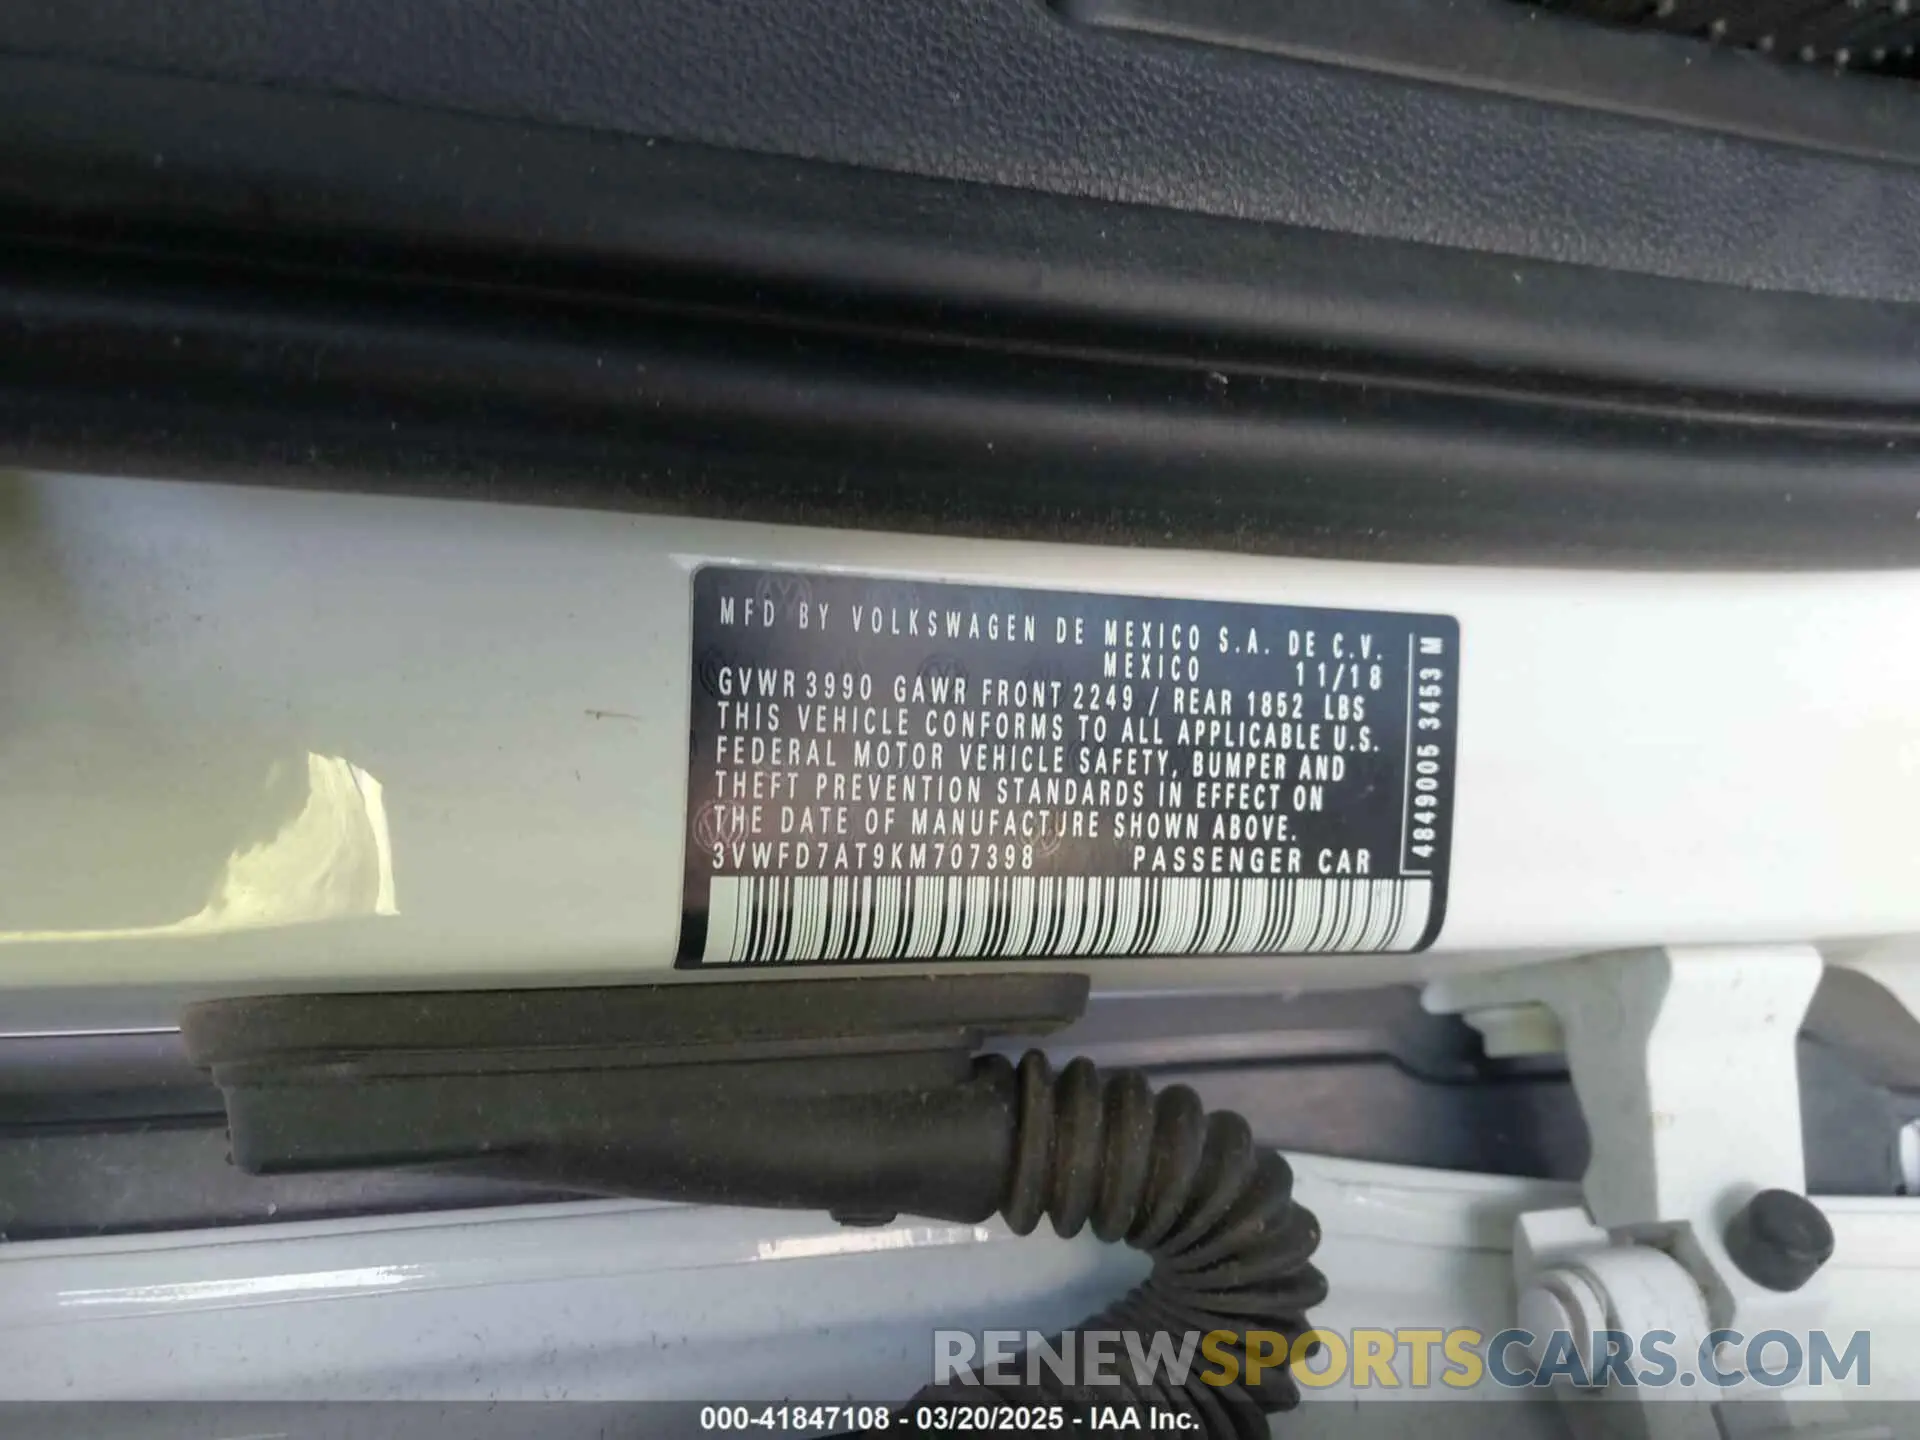 MFD BY VOLKSWAGEN DE MEXICO S.A. DE C.V.
MEXICO 11/18
GVWR 3990 GAWR FRONT 2249 / REAR 1852 LBS
THIS VEHICLE CONFORMS TO ALL APPLICABLE U.S.
FEDERAL MOTOR VEHICLE SAFETY, BUMPER AND
THEFT PREVENTION STANDARDS IN EFFECT ON
THE DATE OF MANUFACTURE SHOWN ABOVE.
3VWFD7AT9KM707398 PASSENGER CAR
4849005 3453 M
RENEWSPORTSCARS.COM
000-41847108 - 03/20/2025 - IAA Inc.